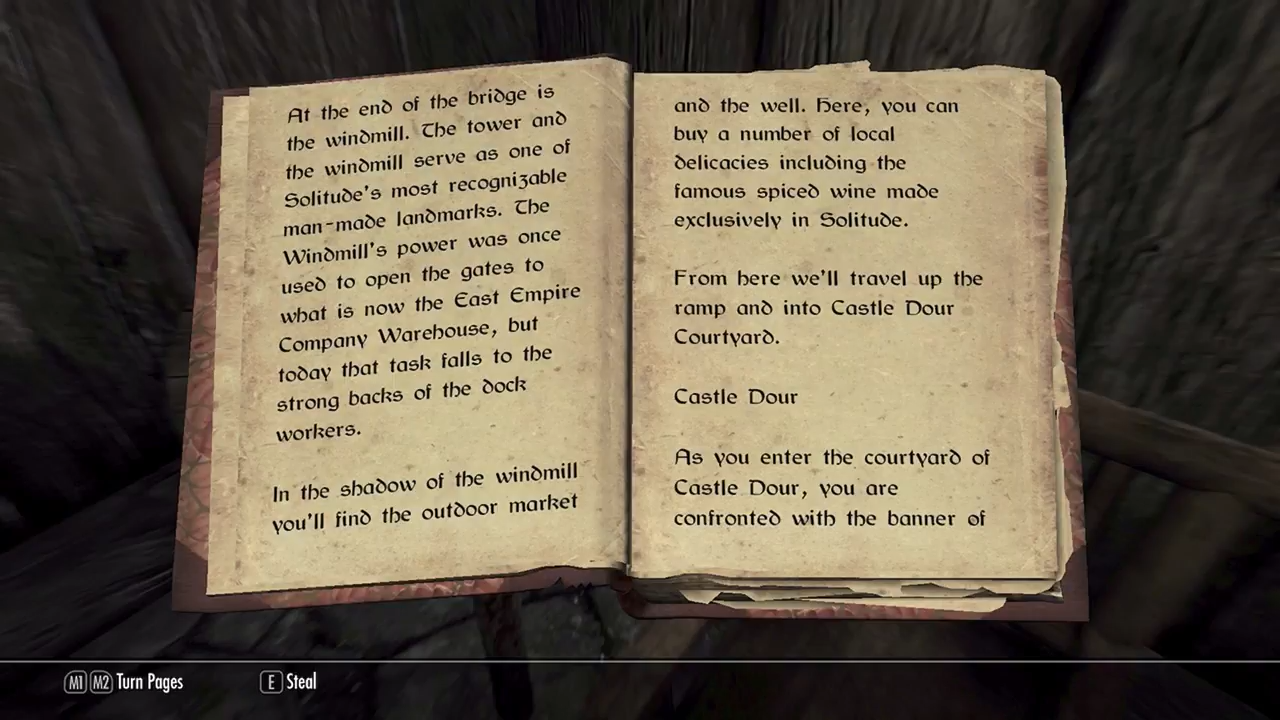 At the end of the bridge is
the windmill. The tower and
the windmill serve as one of
Solitude's most recognizable
man-made landmarks. The
Windmill's power was once
used to open the gates to
what is now the East Empire
Company Warehouse, but
today that task falls to the
strong backs of the dock
workers.
In the shadow of the windmill
you'll find the outdoor market
and the well. Here, you can
buy a number of local
delicacies including the
famous spiced wine made
exclusively in Solitude.
From here we'll travel up the
ramp and into Castle Dour
Courtyard.
Castle Dour
As you enter the courtyard of
Castle Dour, you are
confronted with the banner of
M1 M2 Turn Pages
E Steal